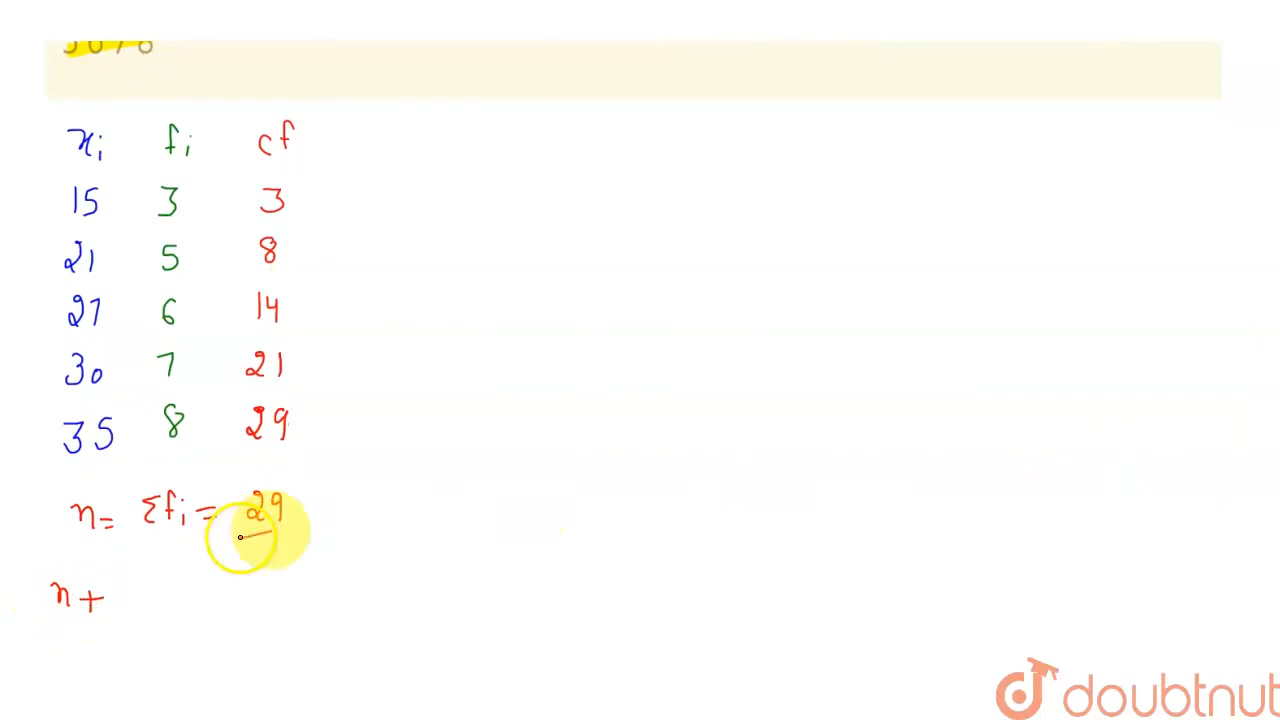 xi fi cf
15 3 3
21 5 8
27 6 14
30 7 21
35 8 29
n= Σfi = 29
n +
doubtnut